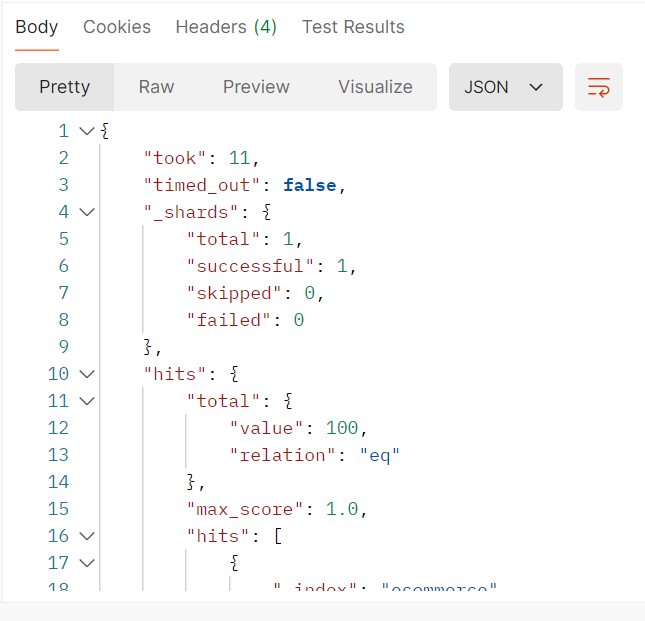 Body Cookies Headers (4) Test Results
Pretty Raw Preview Visualize JSON
1 {
2 "took": 11,
3 "timed_out": false,
4 "_shards": {
5 "total": 1,
6 "successful": 1,
7 "skipped": 0,
8 "failed": 0
9 },
10 "hits": {
11 "total": {
12 "value": 100,
13 "relation": "eq"
14 },
15 "max_score": 1.0,
16 "hits": [
17 {
18 "_index": "ecommerce"